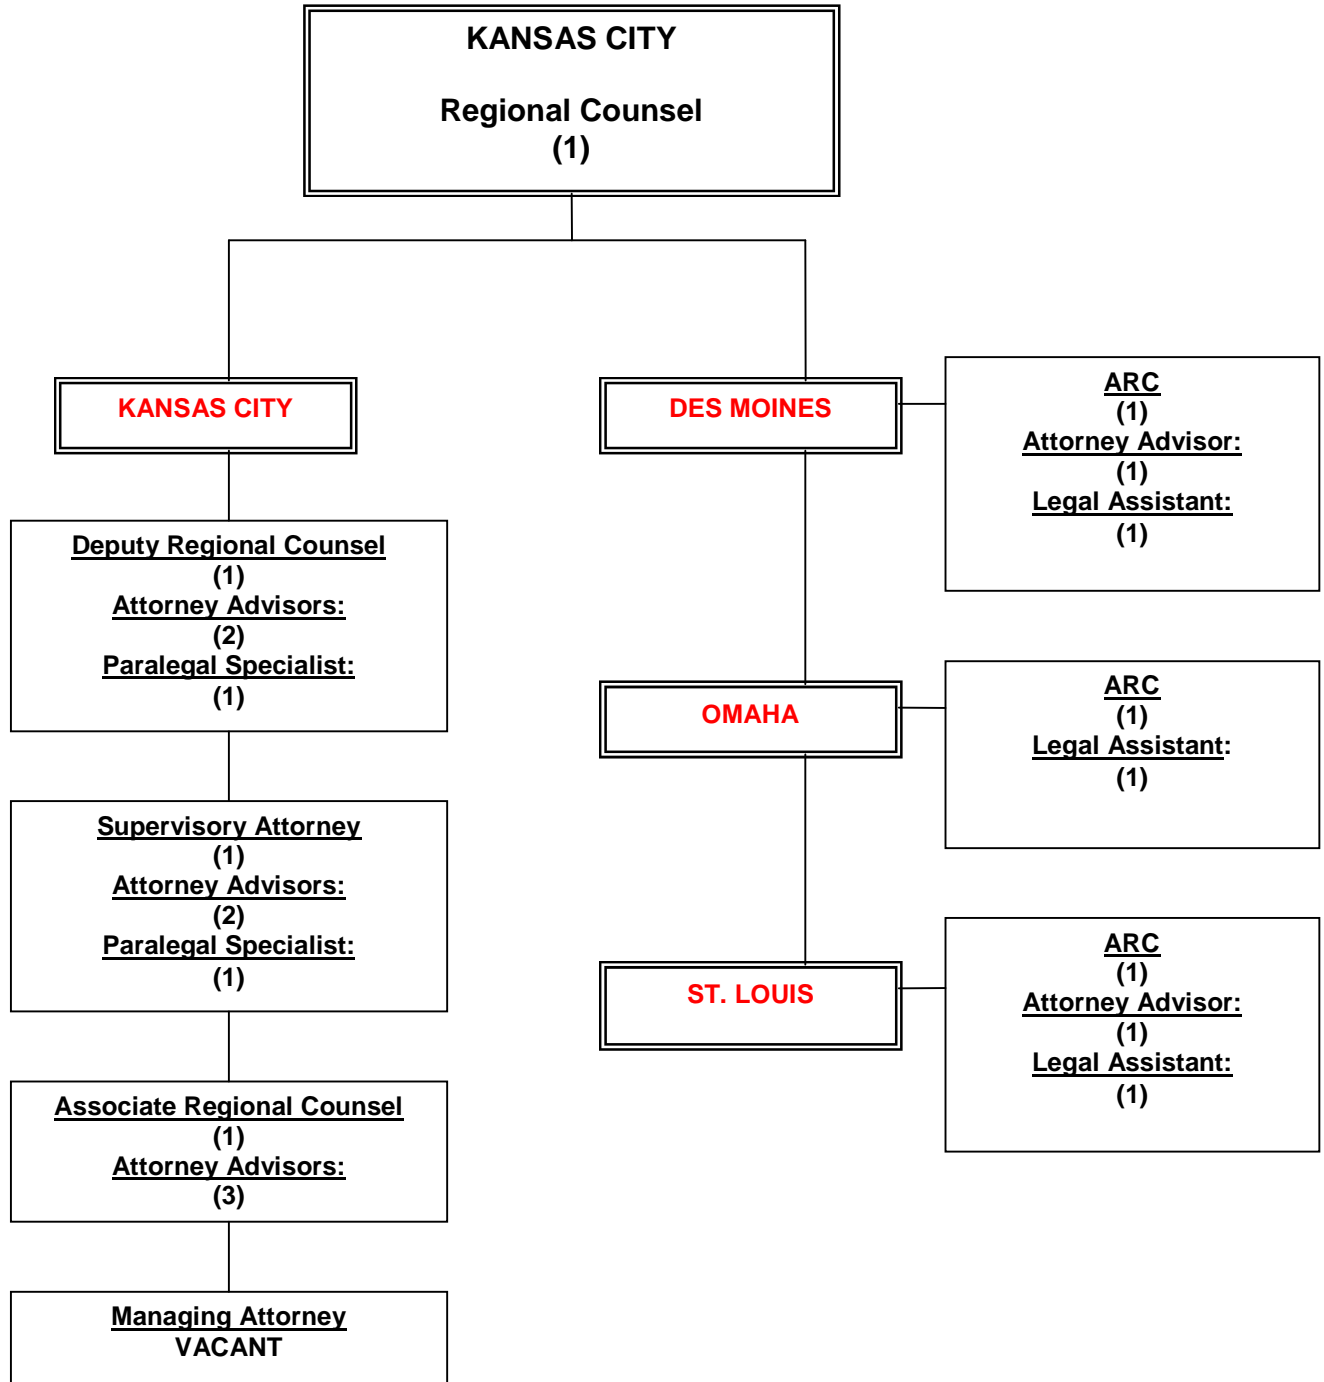 KANSAS CITY
Regional Counsel
(1)
KANSAS CITY
Deputy Regional Counsel
(1)
Attorney Advisors:
(2)
Paralegal Specialist:
(1)
Supervisory Attorney
(1)
Attorney Advisors:
(2)
Paralegal Specialist:
(1)
Associate Regional Counsel
(1)
Attorney Advisors:
(3)
Managing Attorney
VACANT
DES MOINES
ARC
(1)
Attorney Advisor:
(1)
Legal Assistant:
(1)
OMAHA
ARC
(1)
Legal Assistant:
(1)
ST. LOUIS
ARC
(1)
Attorney Advisor:
(1)
Legal Assistant:
(1)